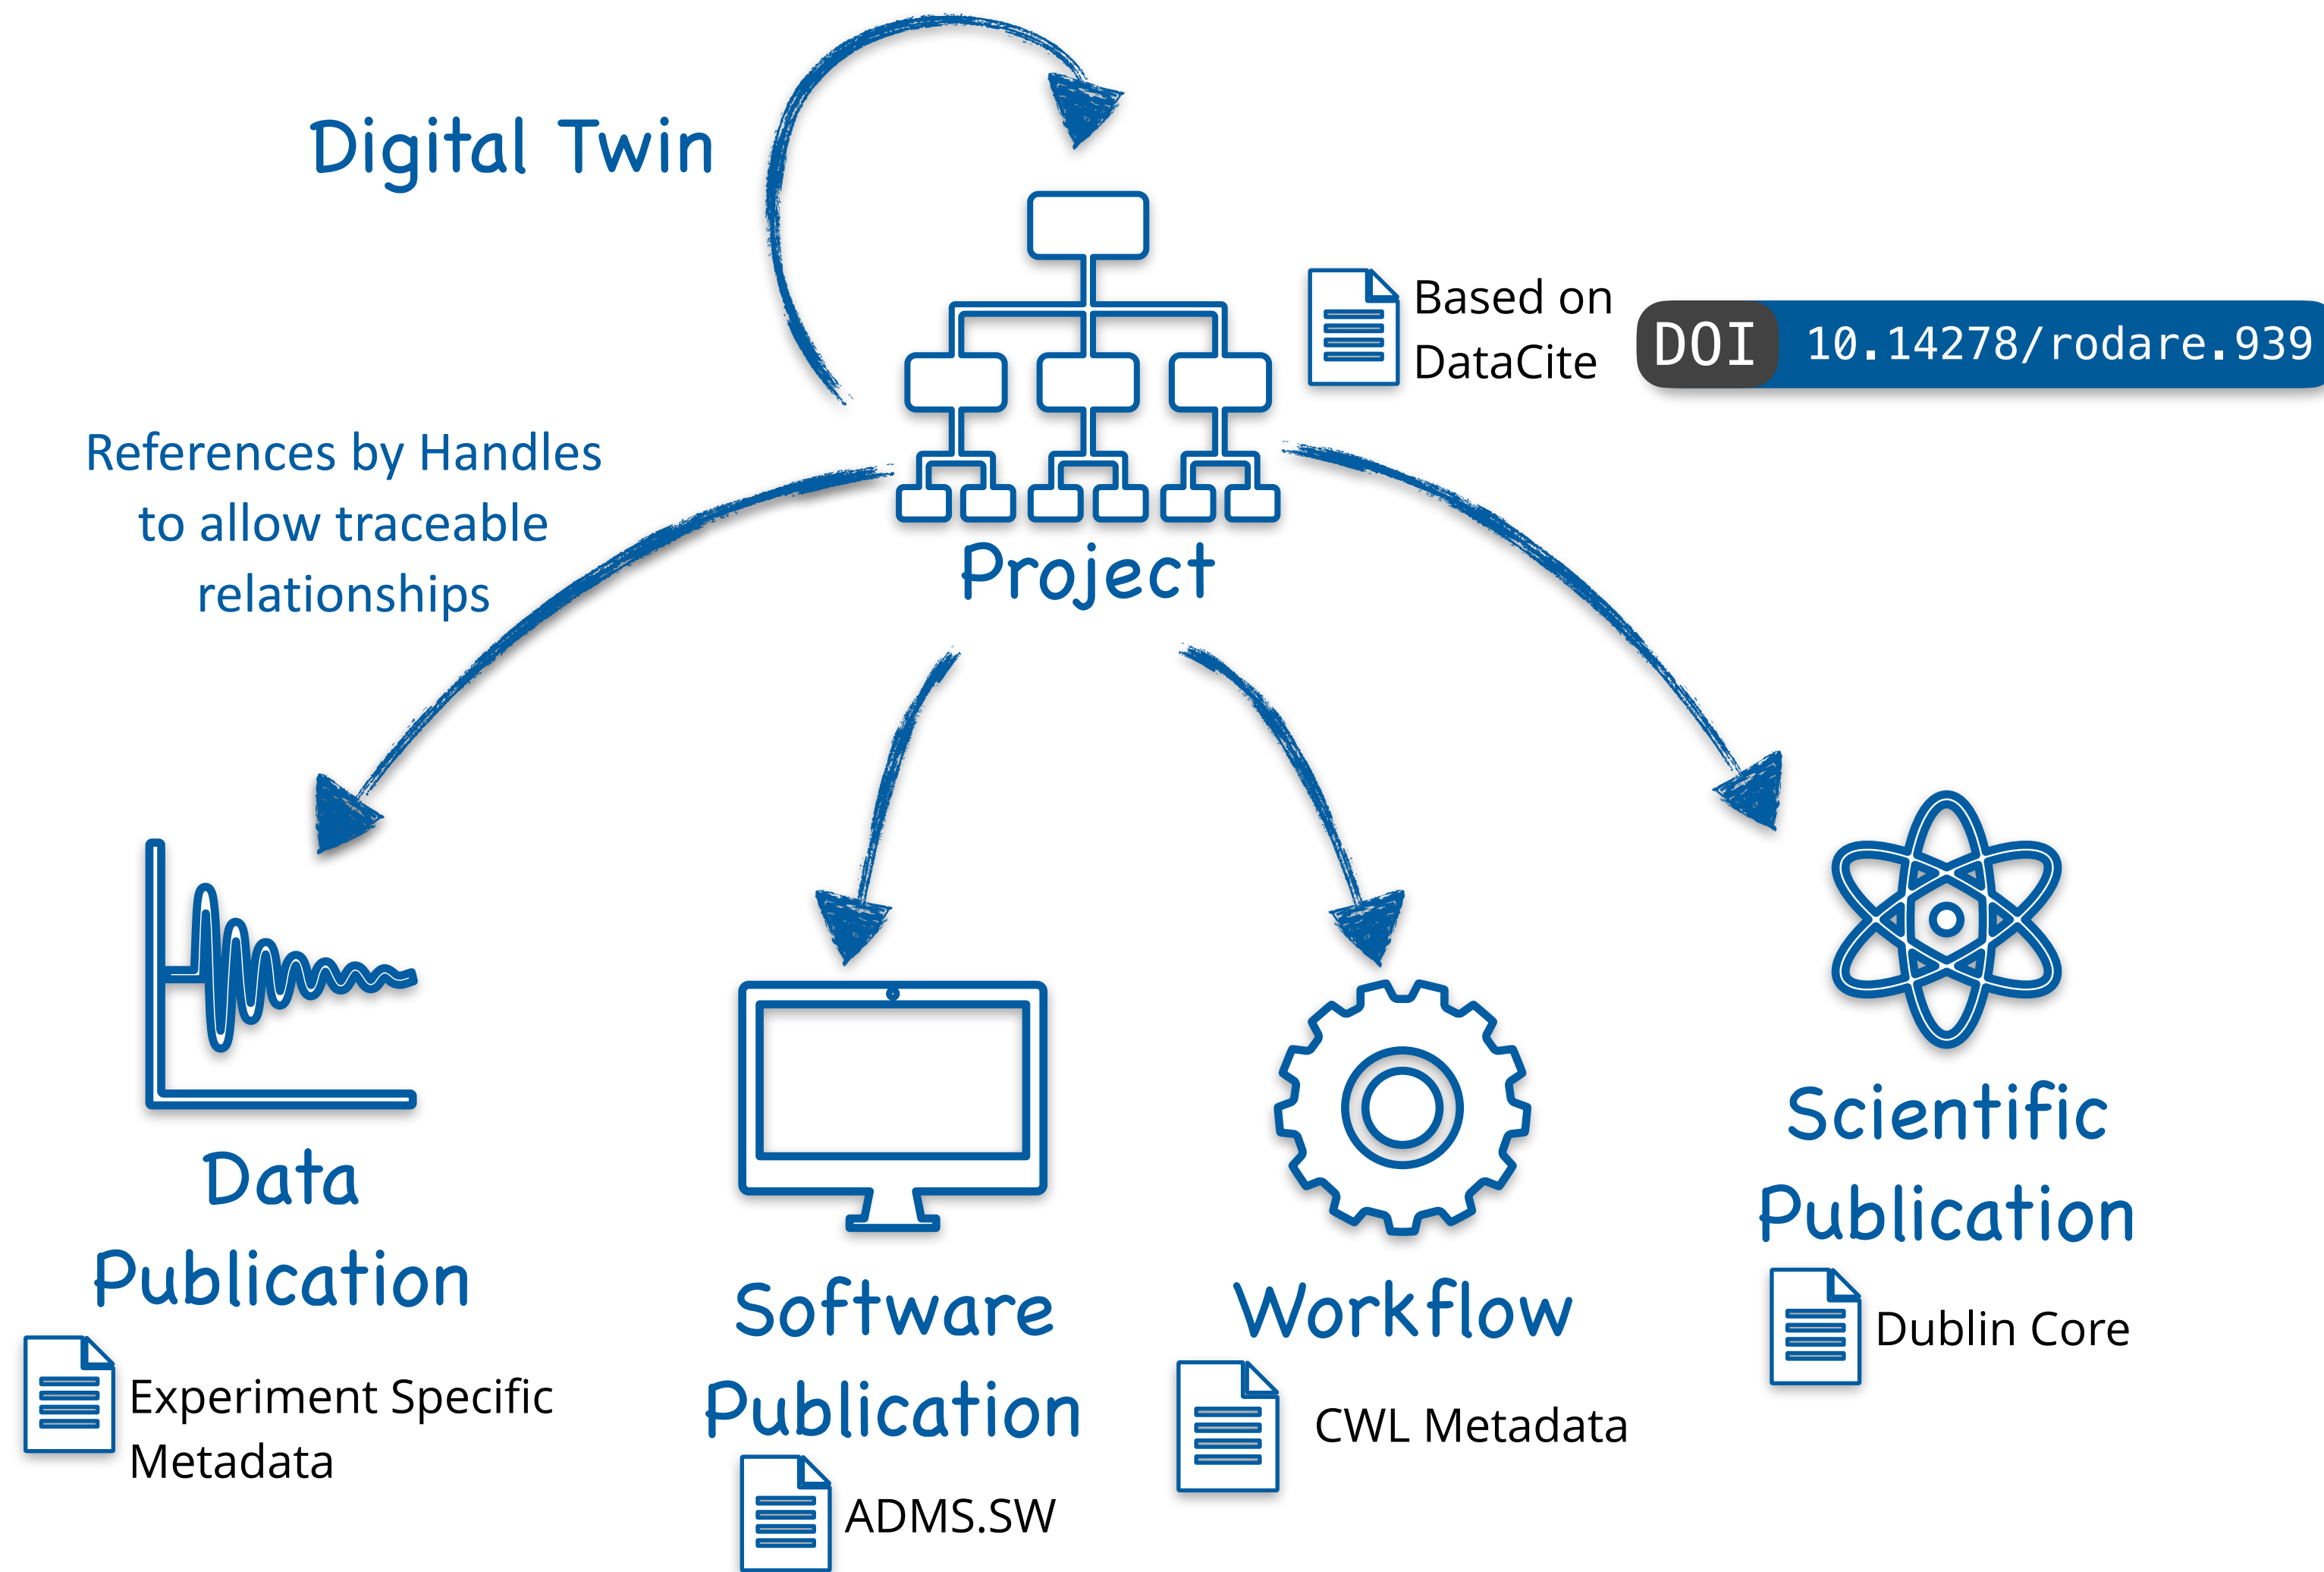 Digital Twin
Based on
DataCite
DOI 10.14278/rodare.939
References by Handles
to allow traceable
relationships
Project
Data
Publication
Experiment Specific
Metadata
Software
Publication
ADMS.SW
Workflow
CWL Metadata
Scientific
Publication
Dublin Core